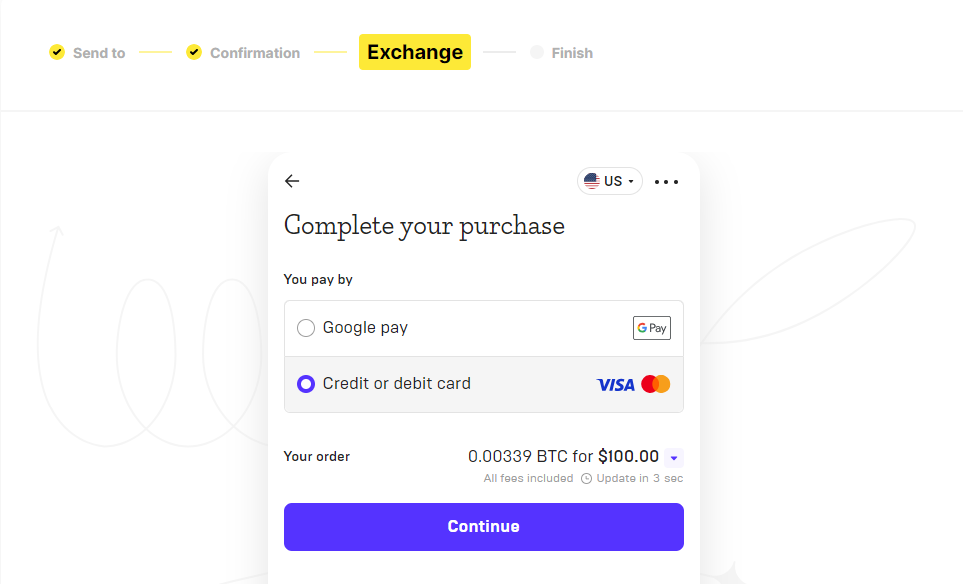 Send to Confirmation Exchange Finish
US
Complete your purchase
You pay by
Google pay G Pay
Credit or debit card VISA
Your order 0.00339 BTC for $100.00
All fees included Update in 3 sec
Continue